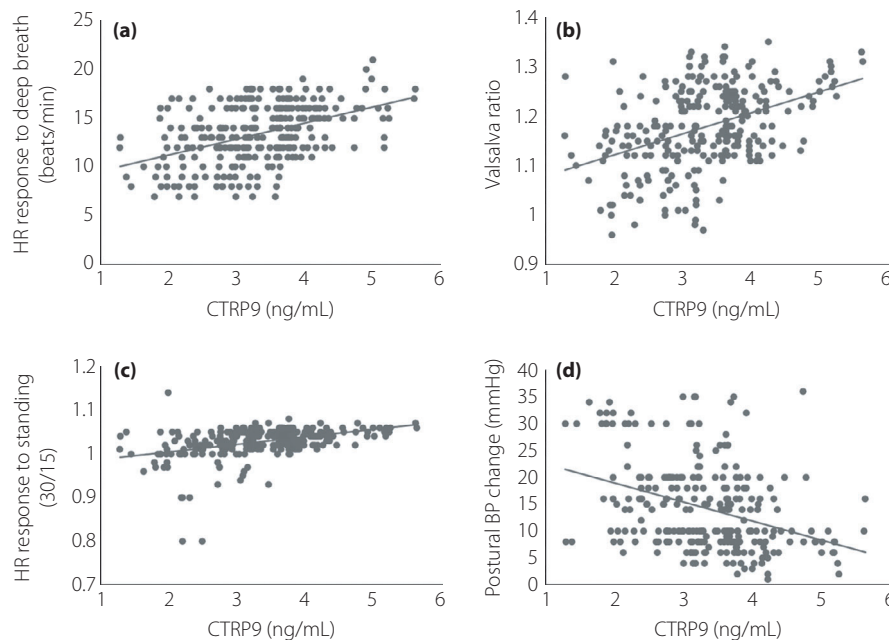 (a)
HR response to deep breath
(beats/min)
25
20
15
10
5
0
1 2 3 4 5 6
CTRP9 (ng/mL)
(b)
Valsalva ratio
1.4
1.3
1.2
1.1
1
0.9
1 2 3 4 5 6
CTRP9 (ng/mL)
(c)
HR response to standing
(30/15)
1.2
1.1
1
0.9
0.8
0.7
1 2 3 4 5 6
CTRP9 (ng/mL)
(d)
Postural BP change (mmHg)
40
35
30
25
20
15
10
5
0
1 2 3 4 5 6
CTRP9 (ng/mL)